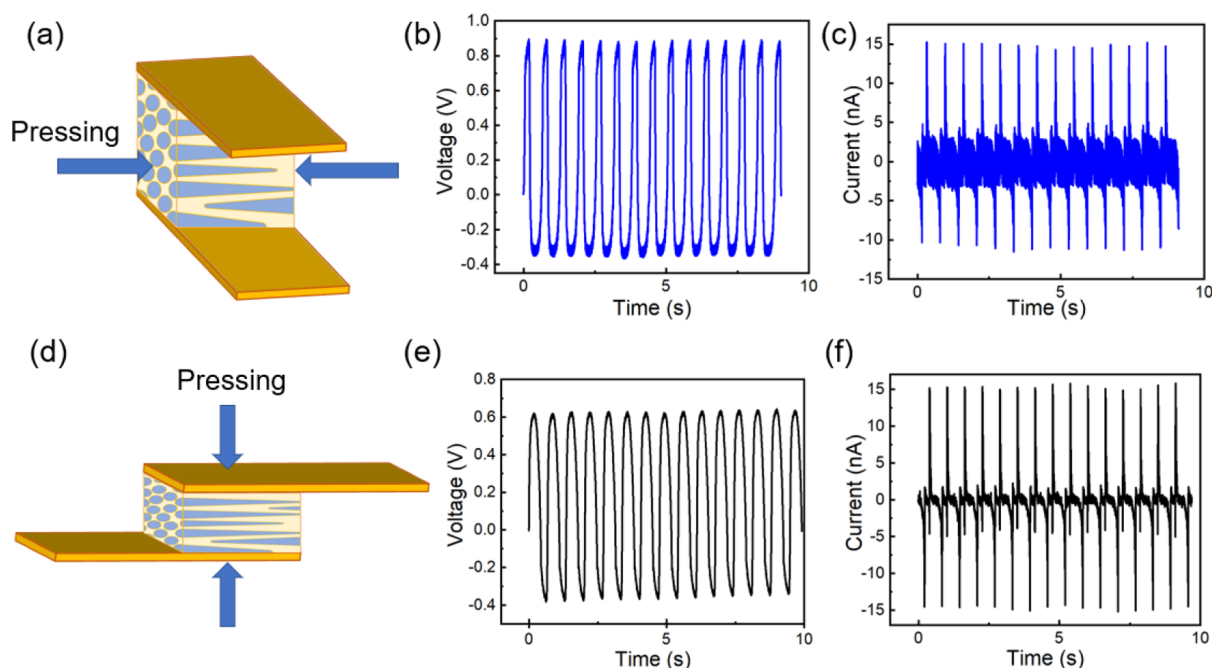 (a)
Pressing
(b)
1.0
0.8
0.6
0.4
0.2
0.0
-0.2
-0.4
Voltage (V)
0
5
10
Time (s)
(c)
15
10
5
0
-5
-10
-15
Current (nA)
0
5
10
Time (s)
(d)
Pressing
(e)
0.8
0.6
0.4
0.2
0.0
-0.2
-0.4
Voltage (V)
0
5
10
Time (s)
(f)
15
10
5
0
-5
-10
-15
Current (nA)
0
5
10
Time (s)